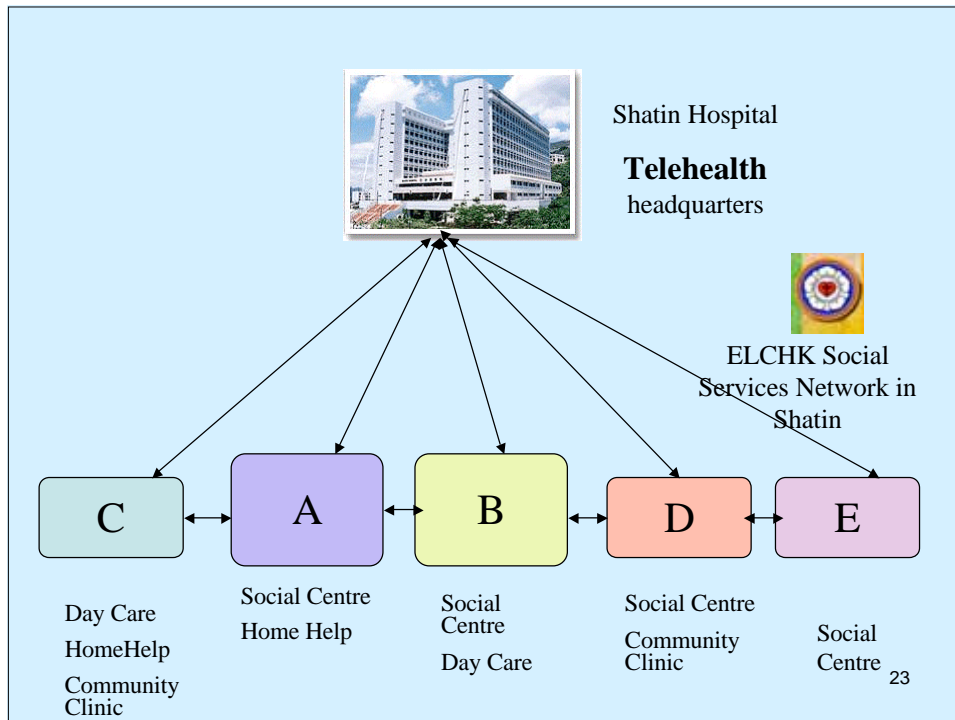 Shatin Hospital
Telehealth
headquarters
ELCHK Social
Services Network in
Shatin
C
A
B
D
E
Day Care
HomeHelp
Community
Clinic
Social Centre
Home Help
Social
Centre
Day Care
Social Centre
Community
Clinic
Social
Centre
23